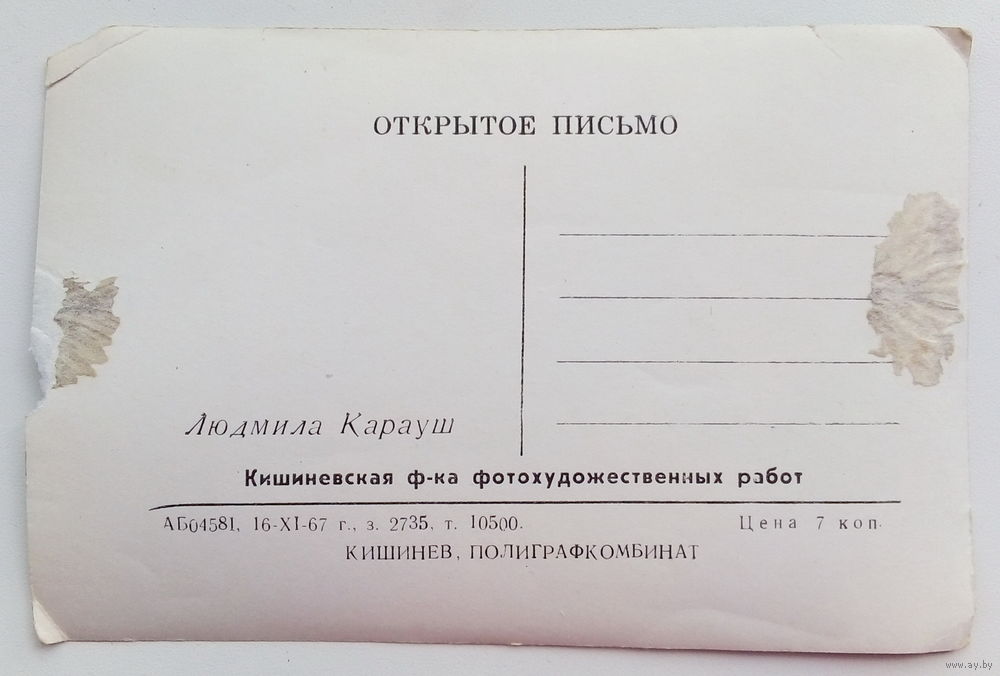 ОТКРЫТОЕ ПИСЬМО
Людмила Карауш
Кишиневская ф-ка фотохудожественных работ
АБ04581, 16-XI-67 г., з. 2735, т. 10500. Цена 7 коп.
КИШИНЕВ, ПОЛИГРАФКОМБИНАТ
www.ay.by